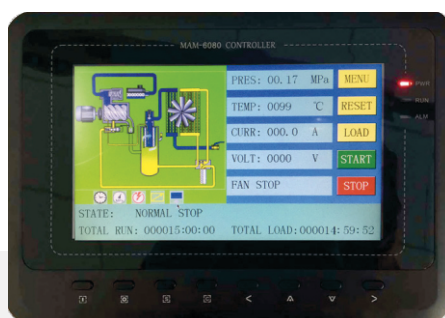 MAM-6080 CONTROLLER
PRES: 00.17 MPa MENU
TEMP: 0099 ℃ RESET
CURR: 000.0 A LOAD
VOLT: 0000 V START
FAN STOP STOP
STATE: NORMAL STOP
TOTAL RUN: 000015:00:00 TOTAL LOAD:000014:59:52
PWR
RUN
ALM